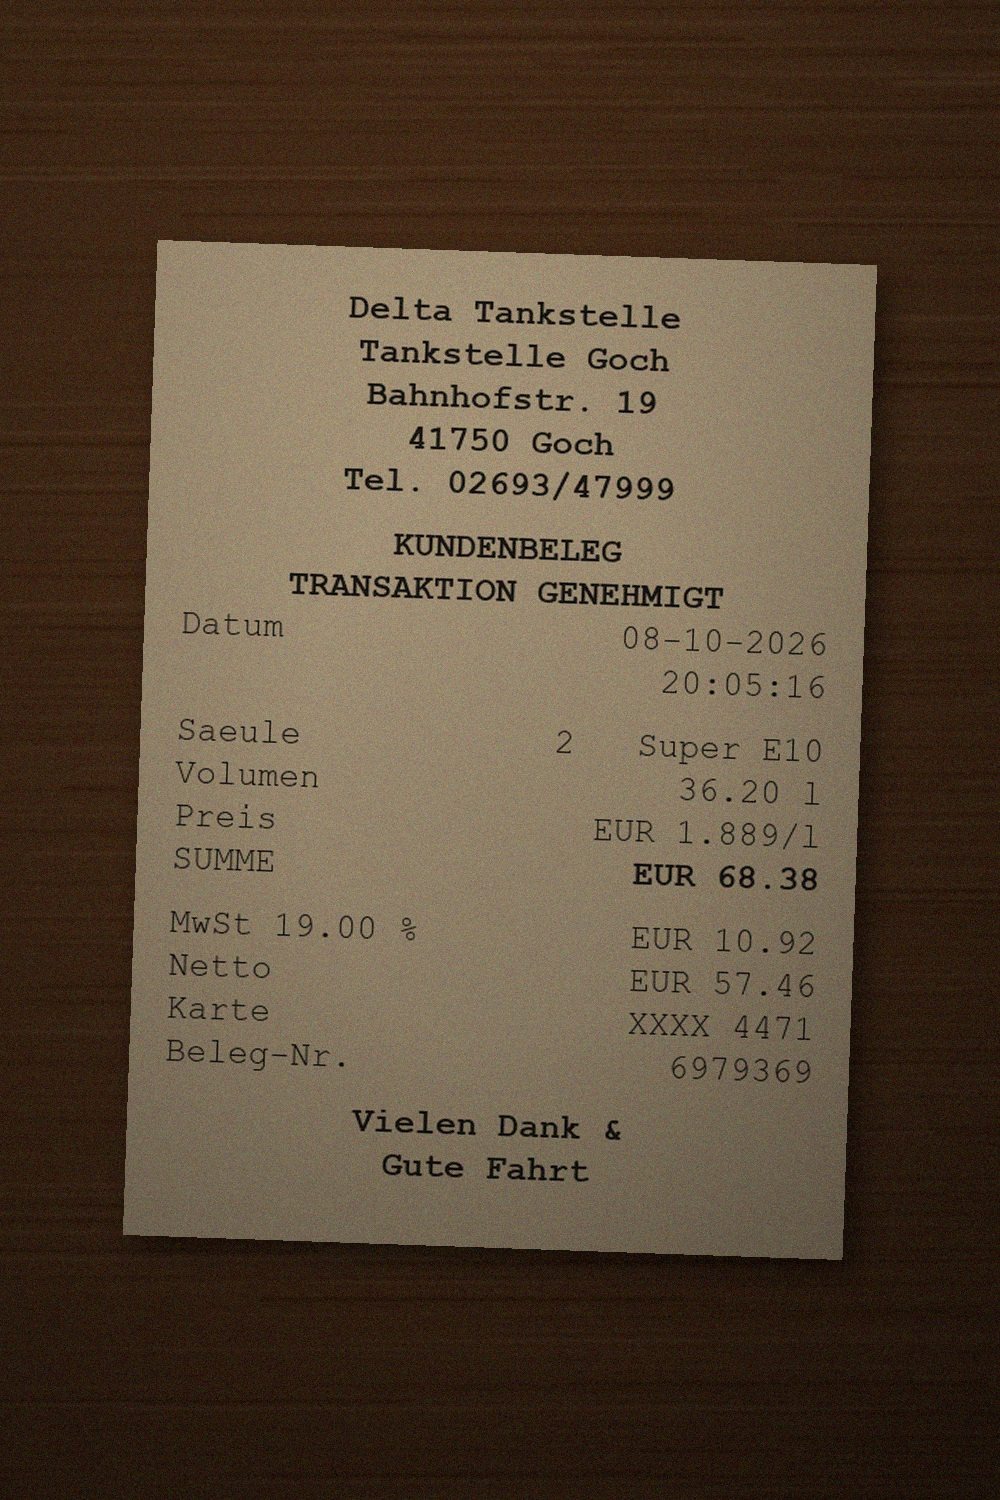 Delta Tankstelle
Tankstelle Goch
Bahnhofstr. 19
41750 Goch
Tel. 02693/47999
KUNDENBELEG
TRANSAKTION GENEHMIGT
Datum 08-10-2026
20:05:16
Saeule 2 Super E10
Volumen 36.20 l
Preis EUR 1.889/l
SUMME EUR 68.38
MwSt 19.00 % EUR 10.92
Netto EUR 57.46
Karte XXXX 4471
Beleg-Nr. 6979369
Vielen Dank &
Gute Fahrt